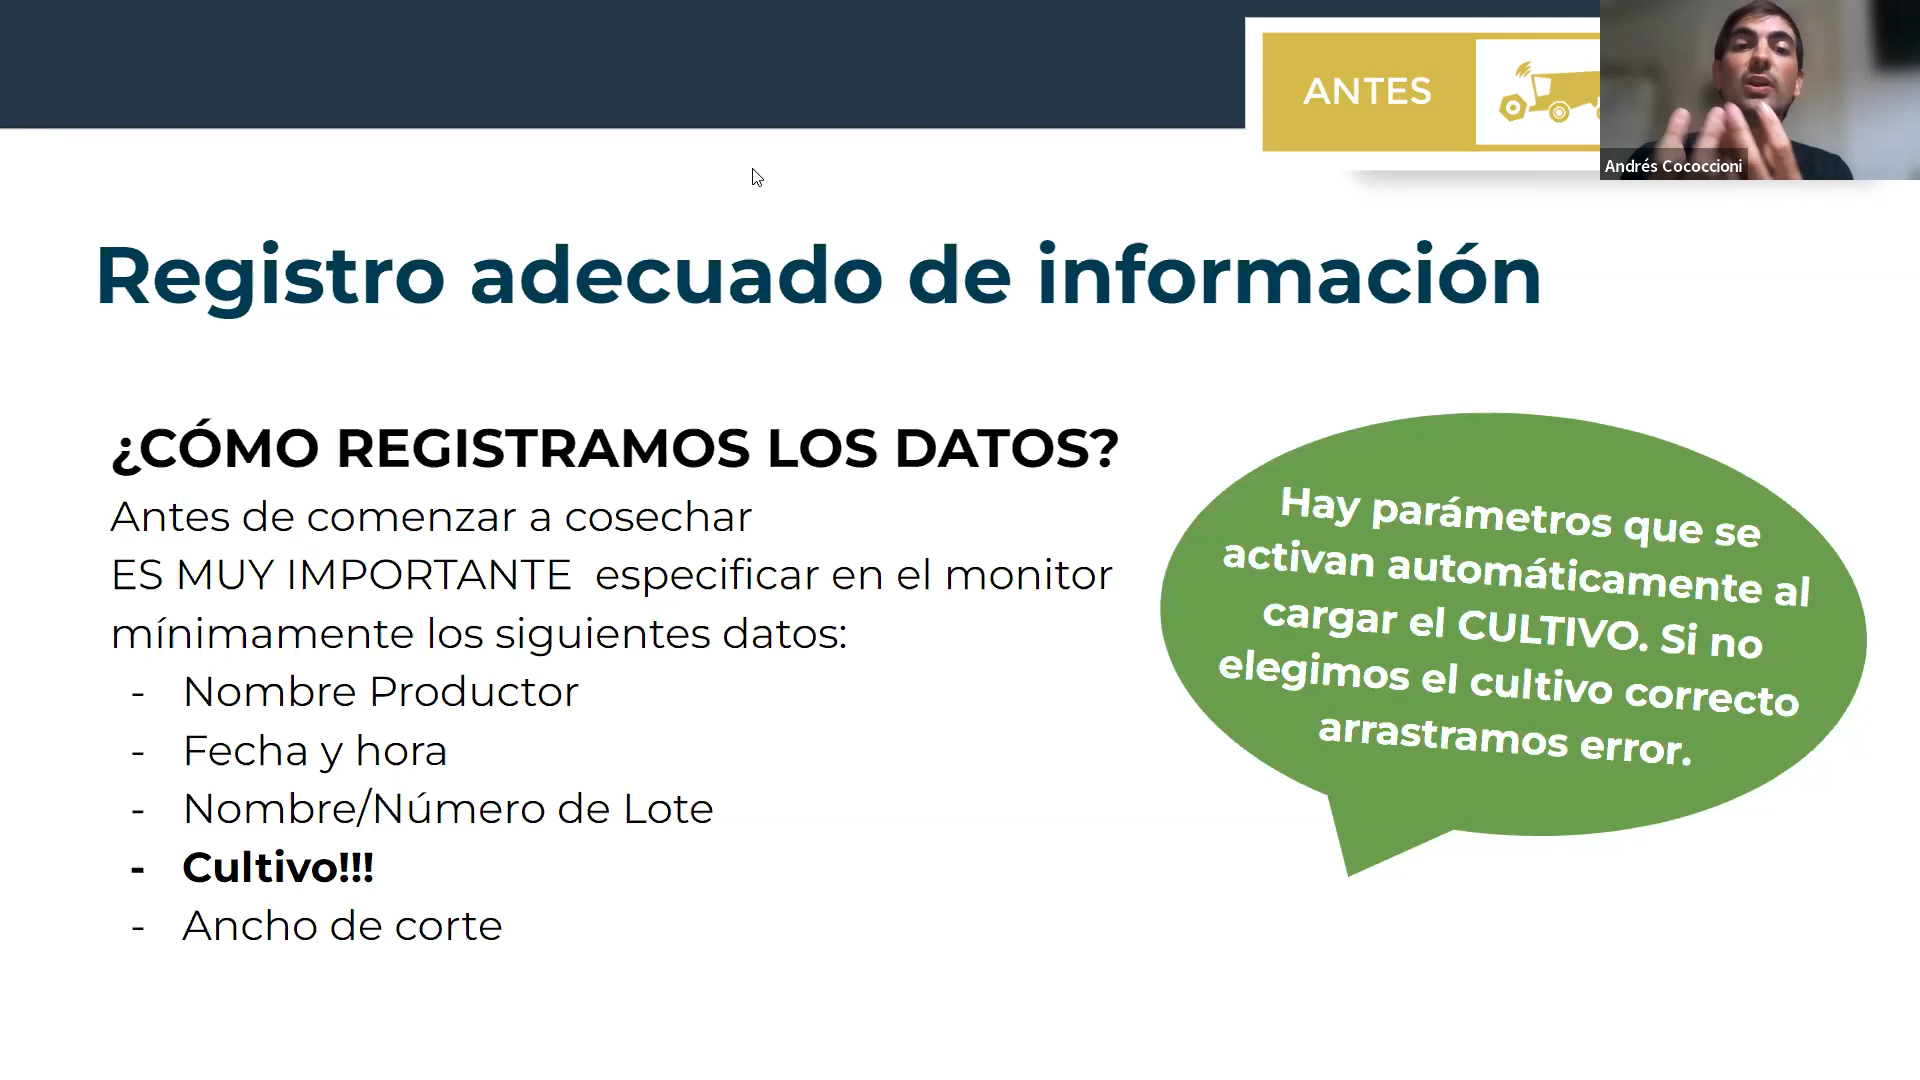 ANTES
Andrés Cococcioni
Registro adecuado de información
¿CÓMO REGISTRAMOS LOS DATOS?
Antes de comenzar a cosechar
ES MUY IMPORTANTE  especificar en el monitor
mínimamente los siguientes datos:
- Nombre Productor
- Fecha y hora
- Nombre/Número de Lote
- Cultivo!!!
- Ancho de corte
Hay parámetros que se
activan automáticamente al
cargar el CULTIVO. Si no
elegimos el cultivo correcto
arrastramos error.